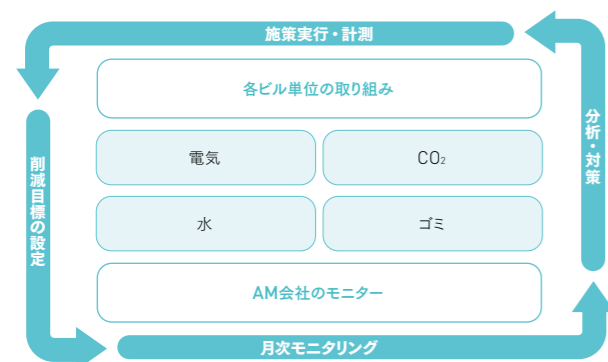 施策実行・計測
各ビル単位の取り組み
電気
CO₂
水
ゴミ
AM会社のモニター
月次モニタリング
削減目標の設定
分析・対策